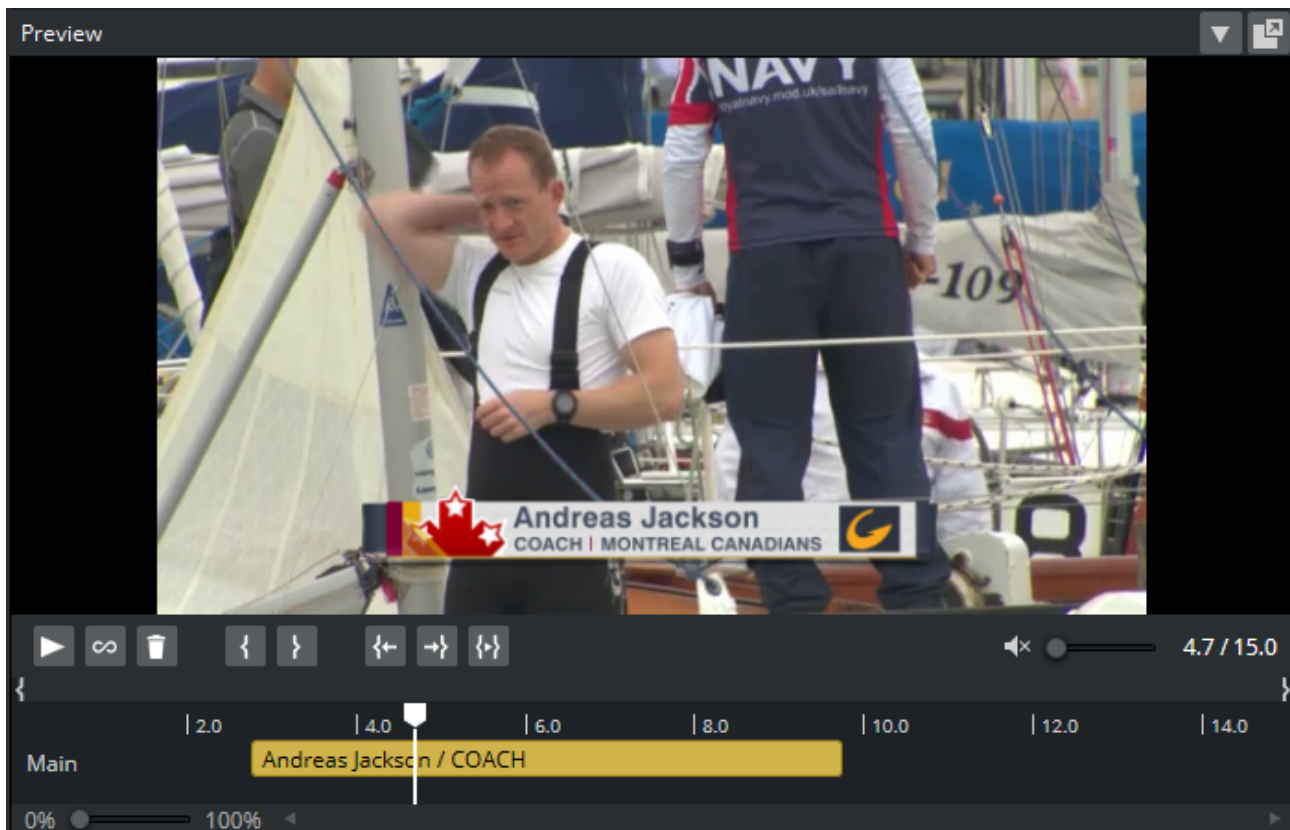 Preview
NAVY
royalnavy.mod.uk/sailnavy
-109
Andreas Jackson
COACH | MONTREAL CANADIANS
8
4.7 / 15.0
2.0 4.0 6.0 8.0 10.0 12.0 14.0
Main Andreas Jackson / COACH
0% 100%